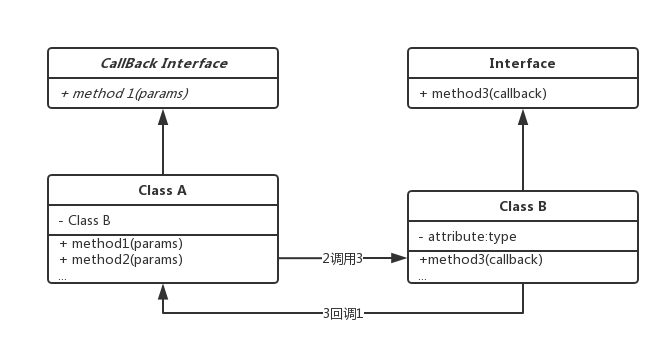 CallBack Interface
+ method 1(params)
Interface
+ method3(callback)
Class A
- Class B
+ method1(params)
+ method2(params)
...
Class B
- attribute:type
+method3(callback)
...
2调用3
3回调1